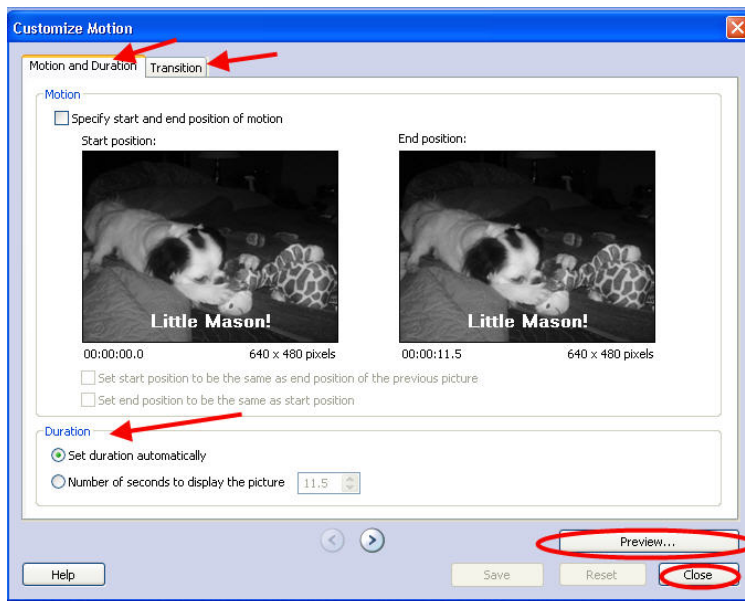 Customize Motion
Motion and Duration Transition
Motion
Specify start and end position of motion
Start position: End position:
Little Mason! Little Mason!
00:00:00.0 640 x 480 pixels 00:00:11.5 640 x 480 pixels
Set start position to be the same as end position of the previous picture
Set end position to be the same as start position
Duration
Set duration automatically
Number of seconds to display the picture 11.5
Preview...
Help Save Reset Close